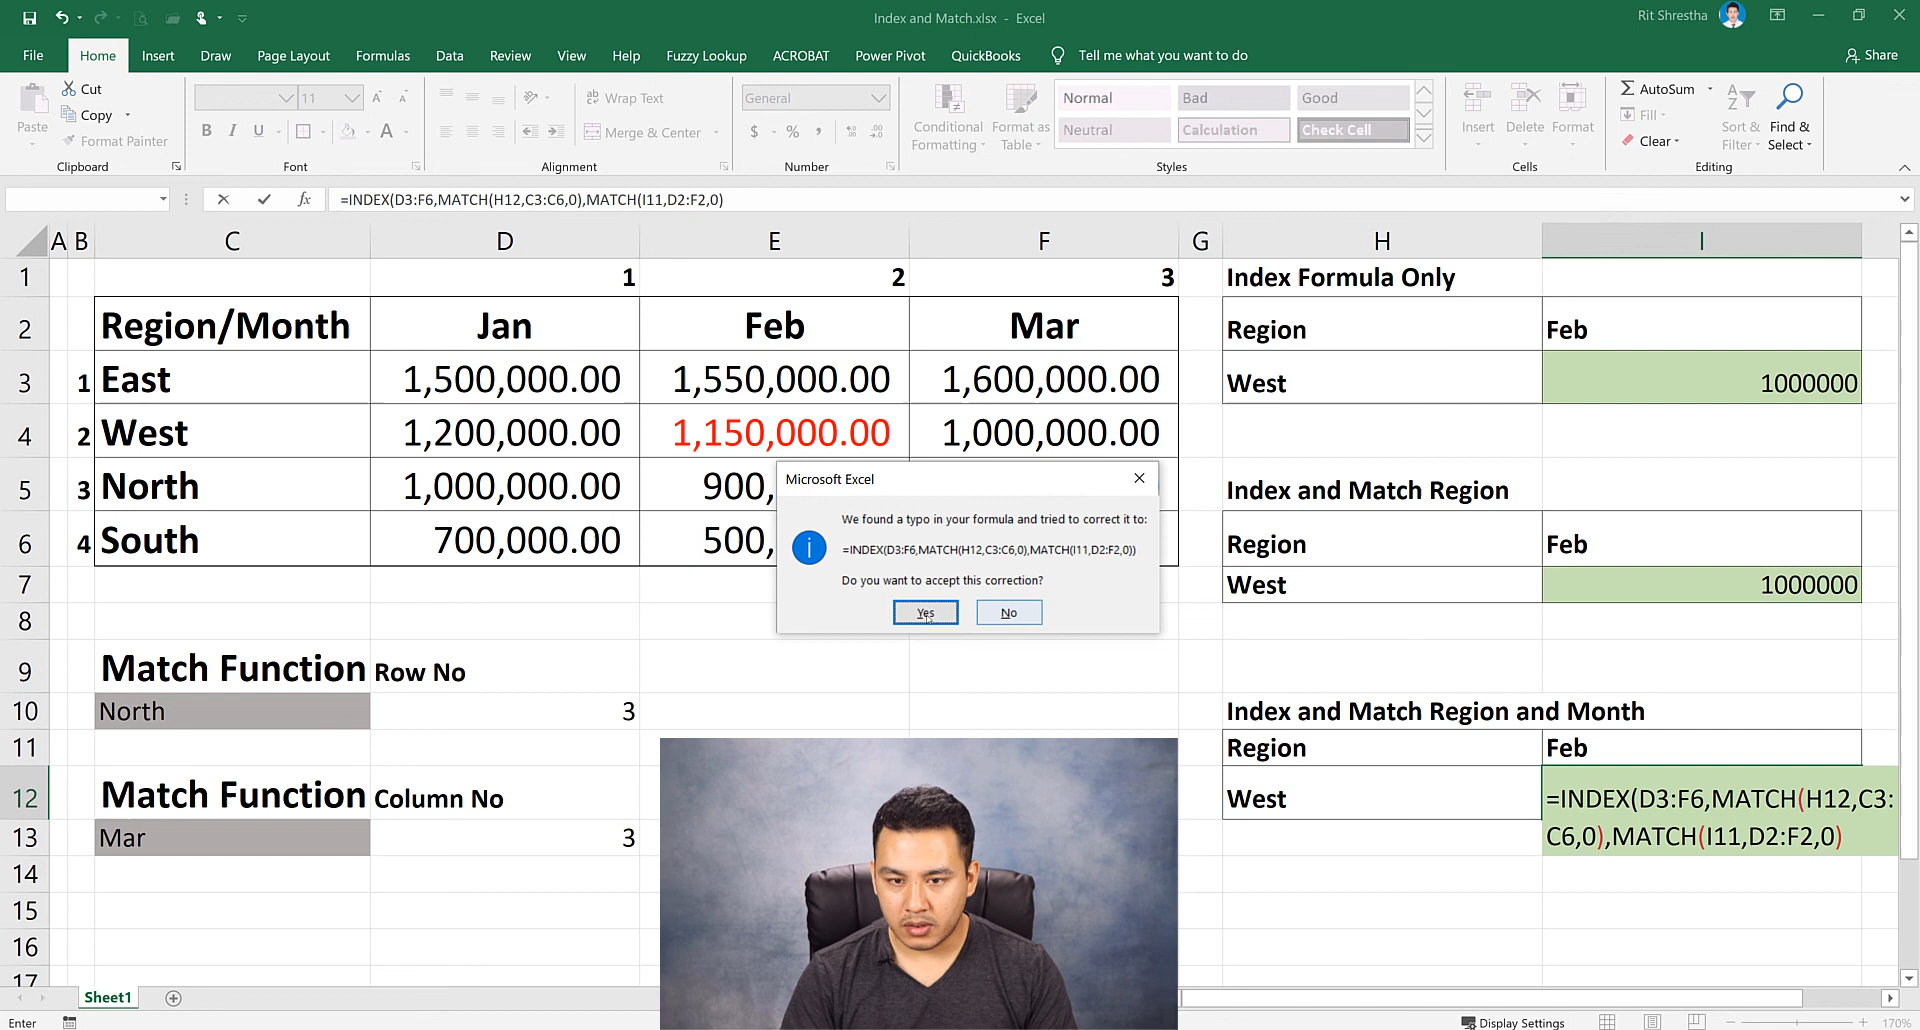 Index and Match.xlsx - Excel
Rit Shrestha
File Home Insert Draw Page Layout Formulas Data Review View Help Fuzzy Lookup ACROBAT Power Pivot QuickBooks Tell me what you want to do Share
Paste
Cut
Copy
Format Painter
Clipboard
11 A A
B I U A
Font
Wrap Text
Merge & Center
Alignment
General
$ % ,
Number
Conditional
Formatting
Format as
Table
Normal Bad Good
Neutral Calculation Check Cell
Styles
Insert Delete Format
Cells
AutoSum
Fill
Clear
Sort &
Filter
Find &
Select
Editing
fx =INDEX(D3:F6,MATCH(H12,C3:C6,0),MATCH(I11,D2:F2,0)
A B C D E F G H I
1 1 2 3 Index Formula Only
2 Region/Month Jan Feb Mar Region Feb
3 1 East 1,500,000.00 1,550,000.00 1,600,000.00 West 1000000
4 2 West 1,200,000.00 1,150,000.00 1,000,000.00
5 3 North 1,000,000.00 900, Index and Match Region
6 4 South 700,000.00 500, Region Feb
7 West 1000000
8
9 Match Function Row No
10 North 3 Index and Match Region and Month
11 Region Feb
12 Match Function Column No West =INDEX(D3:F6,MATCH(H12,C3:
13 Mar 3 C6,0),MATCH(I11,D2:F2,0)
14
15
16
17
Microsoft Excel
We found a typo in your formula and tried to correct it to:
=INDEX(D3:F6,MATCH(H12,C3:C6,0),MATCH(I11,D2:F2,0))
Do you want to accept this correction?
Yes No
Sheet1
Enter Display Settings 170%